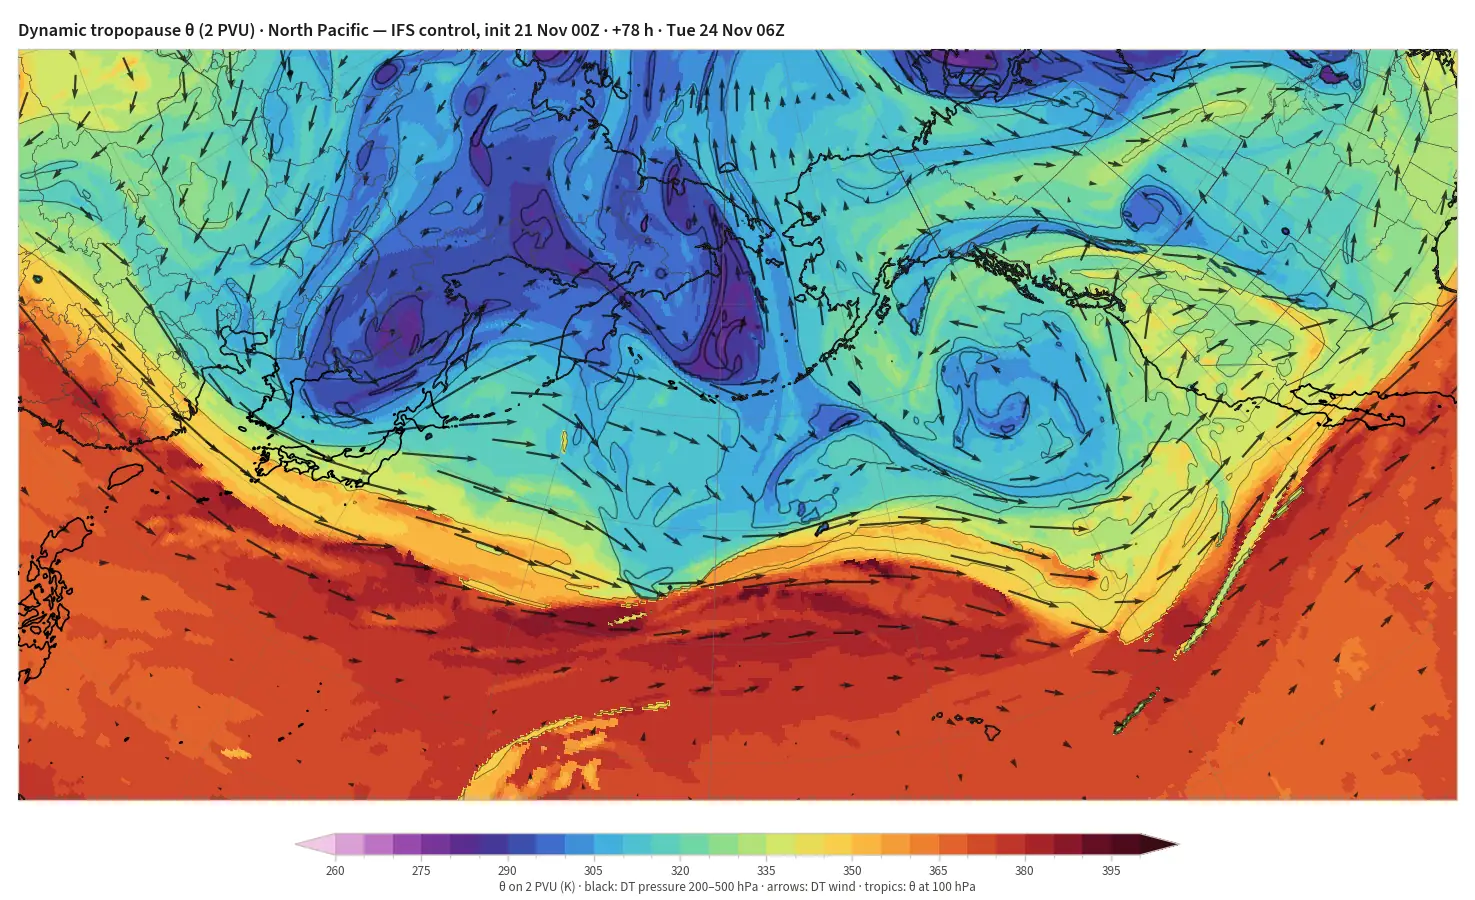 Dynamic tropopause θ (2 PVU) · North Pacific — IFS control, init 21 Nov 00Z · +78 h · Tue 24 Nov 06Z
260 275 290 305 320 335 350 365 380 395
θ on 2 PVU (K) · black: DT pressure 200–500 hPa · arrows: DT wind · tropics: θ at 100 hPa